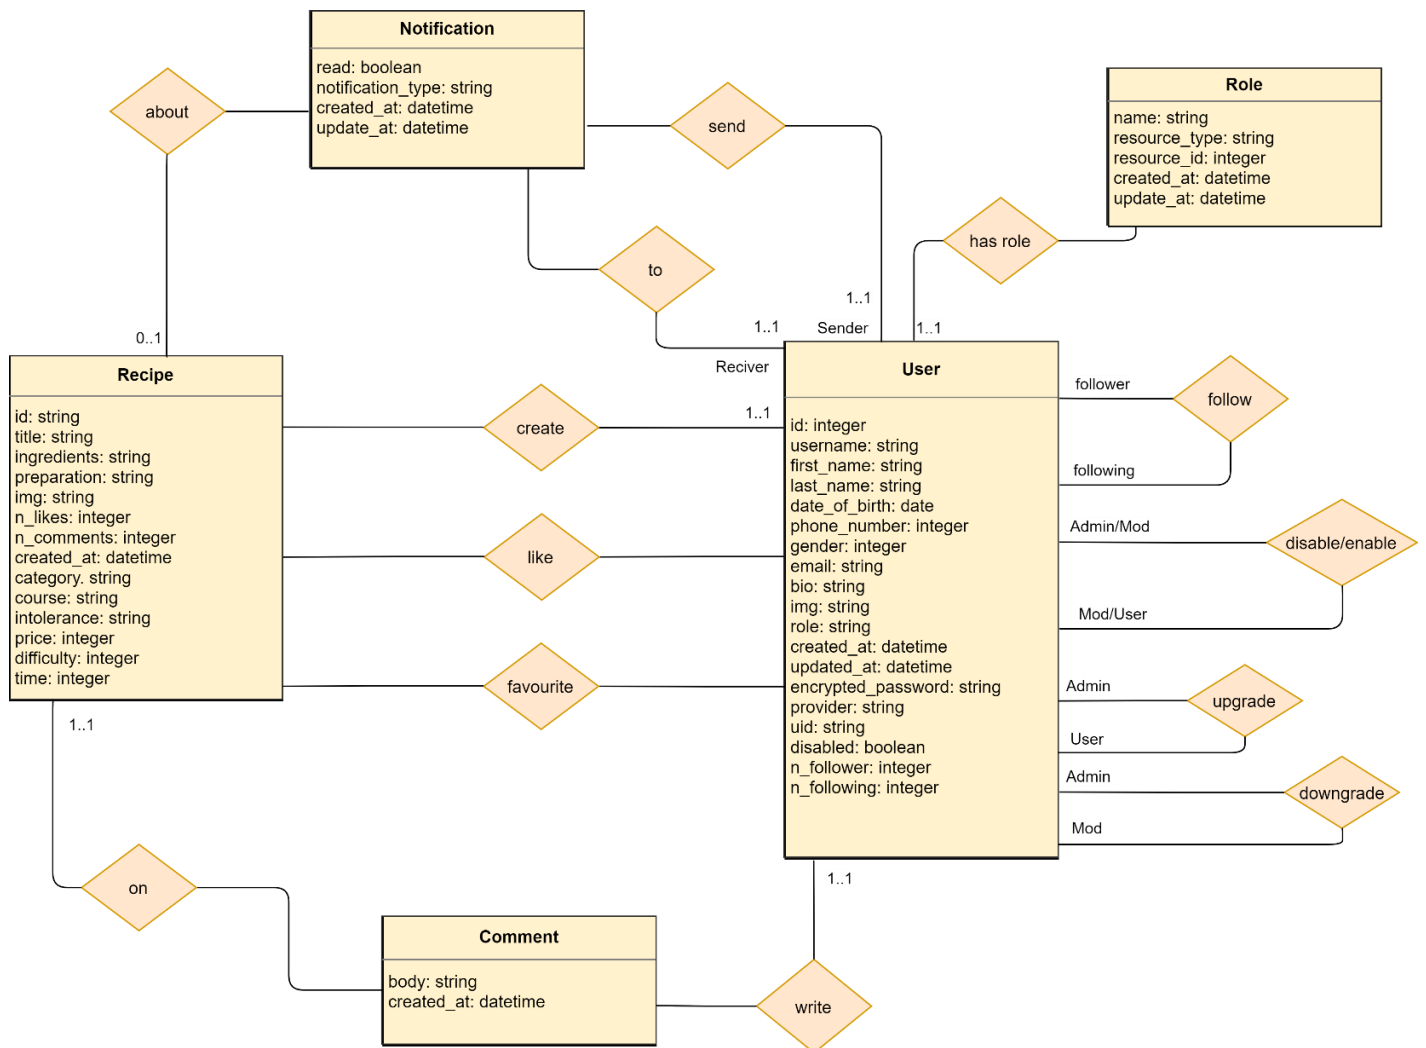 Notification
read: boolean
notification_type: string
created_at: datetime
update_at: datetime
about
send
Role
name: string
resource_type: string
resource_id: integer
created_at: datetime
update_at: datetime
has role
to
1..1
Sender
1..1
1..1
Reciver
0..1
Recipe
id: string
title: string
ingredients: string
preparation: string
img: string
n_likes: integer
n_comments: integer
created_at: datetime
category. string
course: string
intolerance: string
price: integer
difficulty: integer
time: integer
create
1..1
like
favourite
User
id: integer
username: string
first_name: string
last_name: string
date_of_birth: date
phone_number: integer
gender: integer
email: string
bio: string
img: string
role: string
created_at: datetime
updated_at: datetime
encrypted_password: string
provider: string
uid: string
disabled: boolean
n_follower: integer
n_following: integer
follower
follow
following
Admin/Mod
disable/enable
Mod/User
Admin
upgrade
User
Admin
downgrade
Mod
1..1
on
1..1
Comment
body: string
created_at: datetime
write